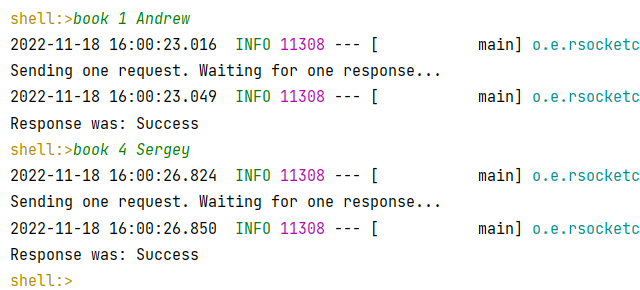 shell:>book 1 Andrew
2022-11-18 16:00:23.016  INFO 11308 --- [           main] o.e.rsocketc
Sending one request. Waiting for one response...
2022-11-18 16:00:23.049  INFO 11308 --- [           main] o.e.rsocketc
Response was: Success
shell:>book 4 Sergey
2022-11-18 16:00:26.824  INFO 11308 --- [           main] o.e.rsocketc
Sending one request. Waiting for one response...
2022-11-18 16:00:26.850  INFO 11308 --- [           main] o.e.rsocketc
Response was: Success
shell:>